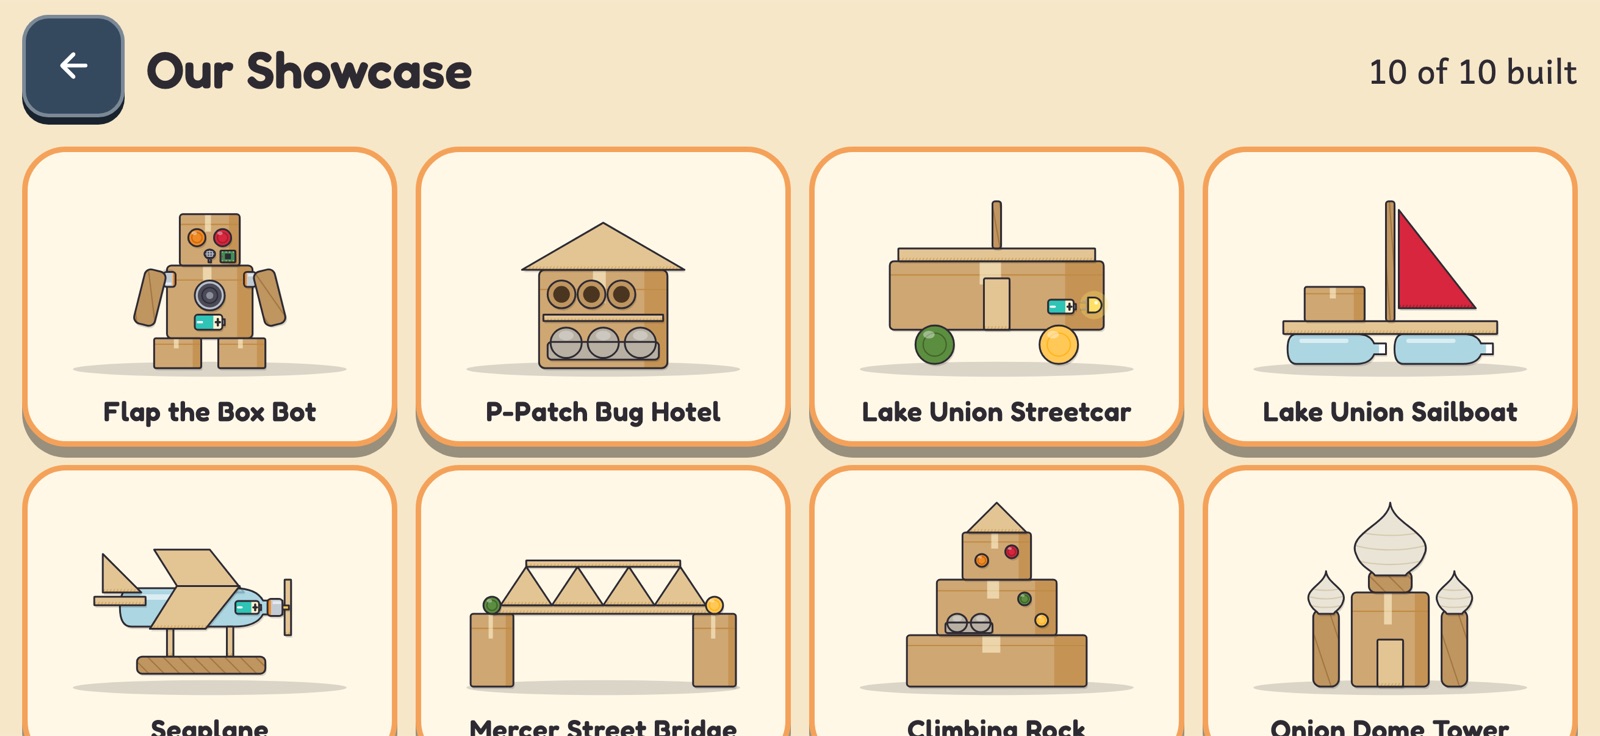 Our Showcase
10 of 10 built
Flap the Box Bot
P-Patch Bug Hotel
Lake Union Streetcar
Lake Union Sailboat
Seaplane
Mercer Street Bridge
Climbing Rock
Onion Dome Tower